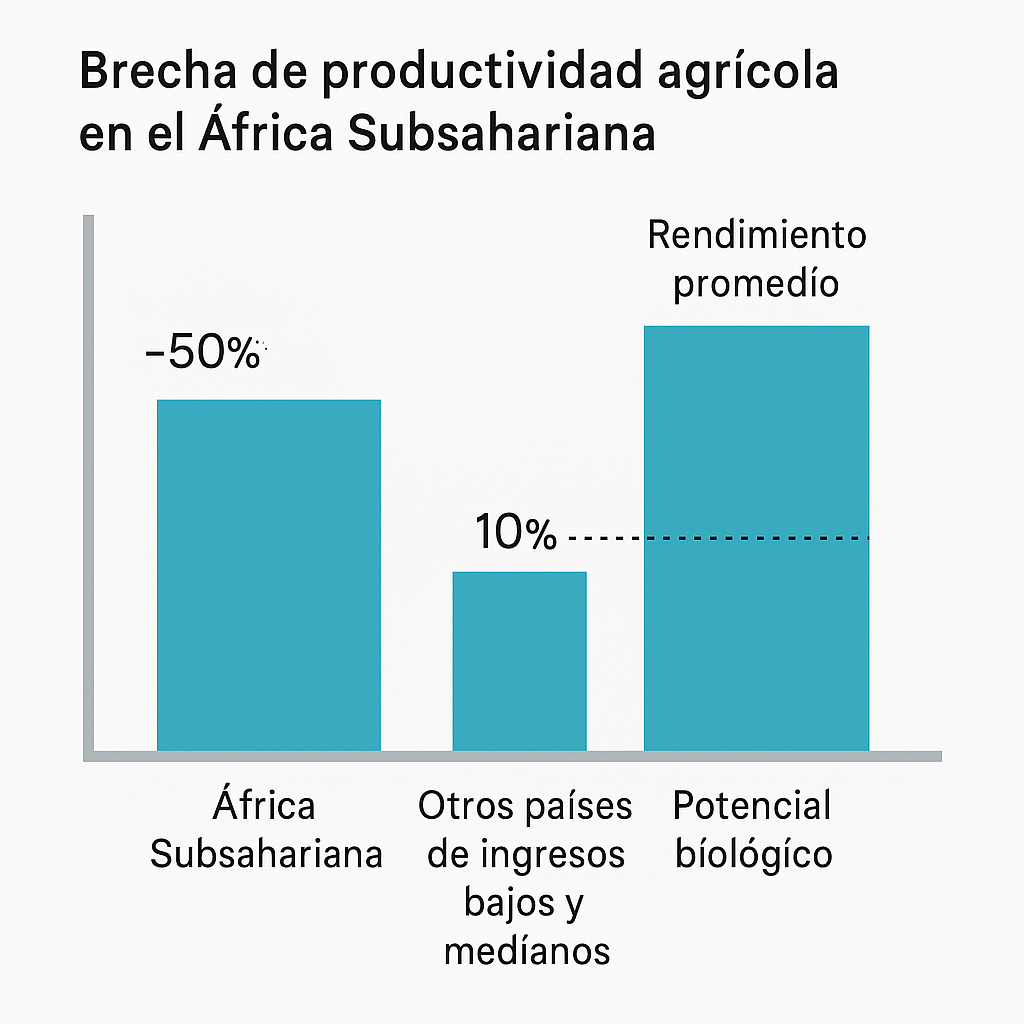 Brecha de productividad agrícola
en el África Subsahariana
Rendimiento
promedío
-50%
10%
África
Subsahariana
Otros países
de ingresos
bajos y
medíanos
Potencial
bíológíco